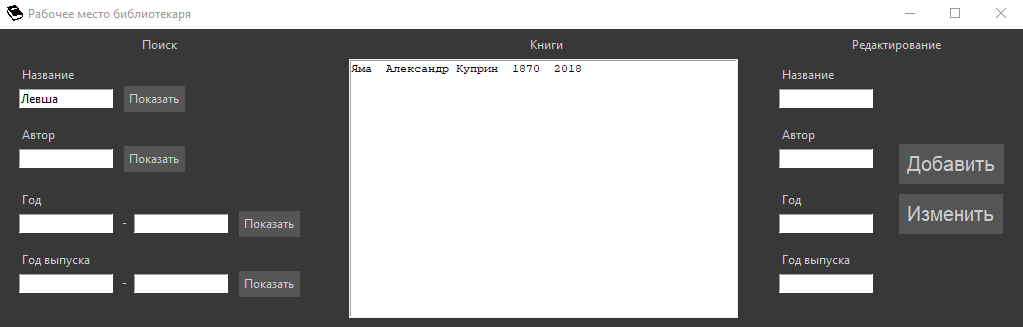 Рабочее место библиотекаря
Поиск
Название
Левша
Показать
Автор
Показать
Год
-
Показать
Год выпуска
-
Показать
Книги
Яма Александр Куприн 1870 2018
Редактирование
Название
Автор
Год
Год выпуска
Добавить
Изменить